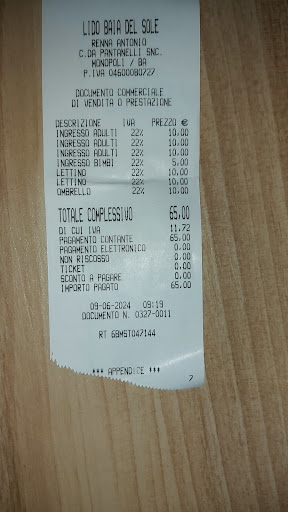 LIDO BAIA DEL SOLE
RENNA ANTONIO
C.DA PANTANELLI SNC.
MONOPOLI / BA
P.IVA 04600080727
DOCUMENTO COMMERCIALE
DI VENDITA O PRESTAZIONE
DESCRIZIONE IVA PREZZO €
INGRESSO ADULTI 22% 10,00
INGRESSO ADULTI 22% 10,00
INGRESSO ADULTI 22% 10,00
INGRESSO BIMBI 22% 5,00
LETTINO 22% 10,00
LETTINO 22% 10,00
OMBRELLO 22% 10,00
TOTALE COMPLESSIVO 65,00
DI CUI IVA 11,72
PAGAMENTO CONTANTE 65,00
PAGAMENTO ELETTRONICO 0,00
NON RISCOSSO 0,00
TICKET 0,00
SCONTO A PAGARE 0,00
IMPORTO PAGATO 65,00
09-06-2024 09:19
DOCUMENTO N. 0327-0011
RT 6BMST047144
*** APPENDICE ***
7